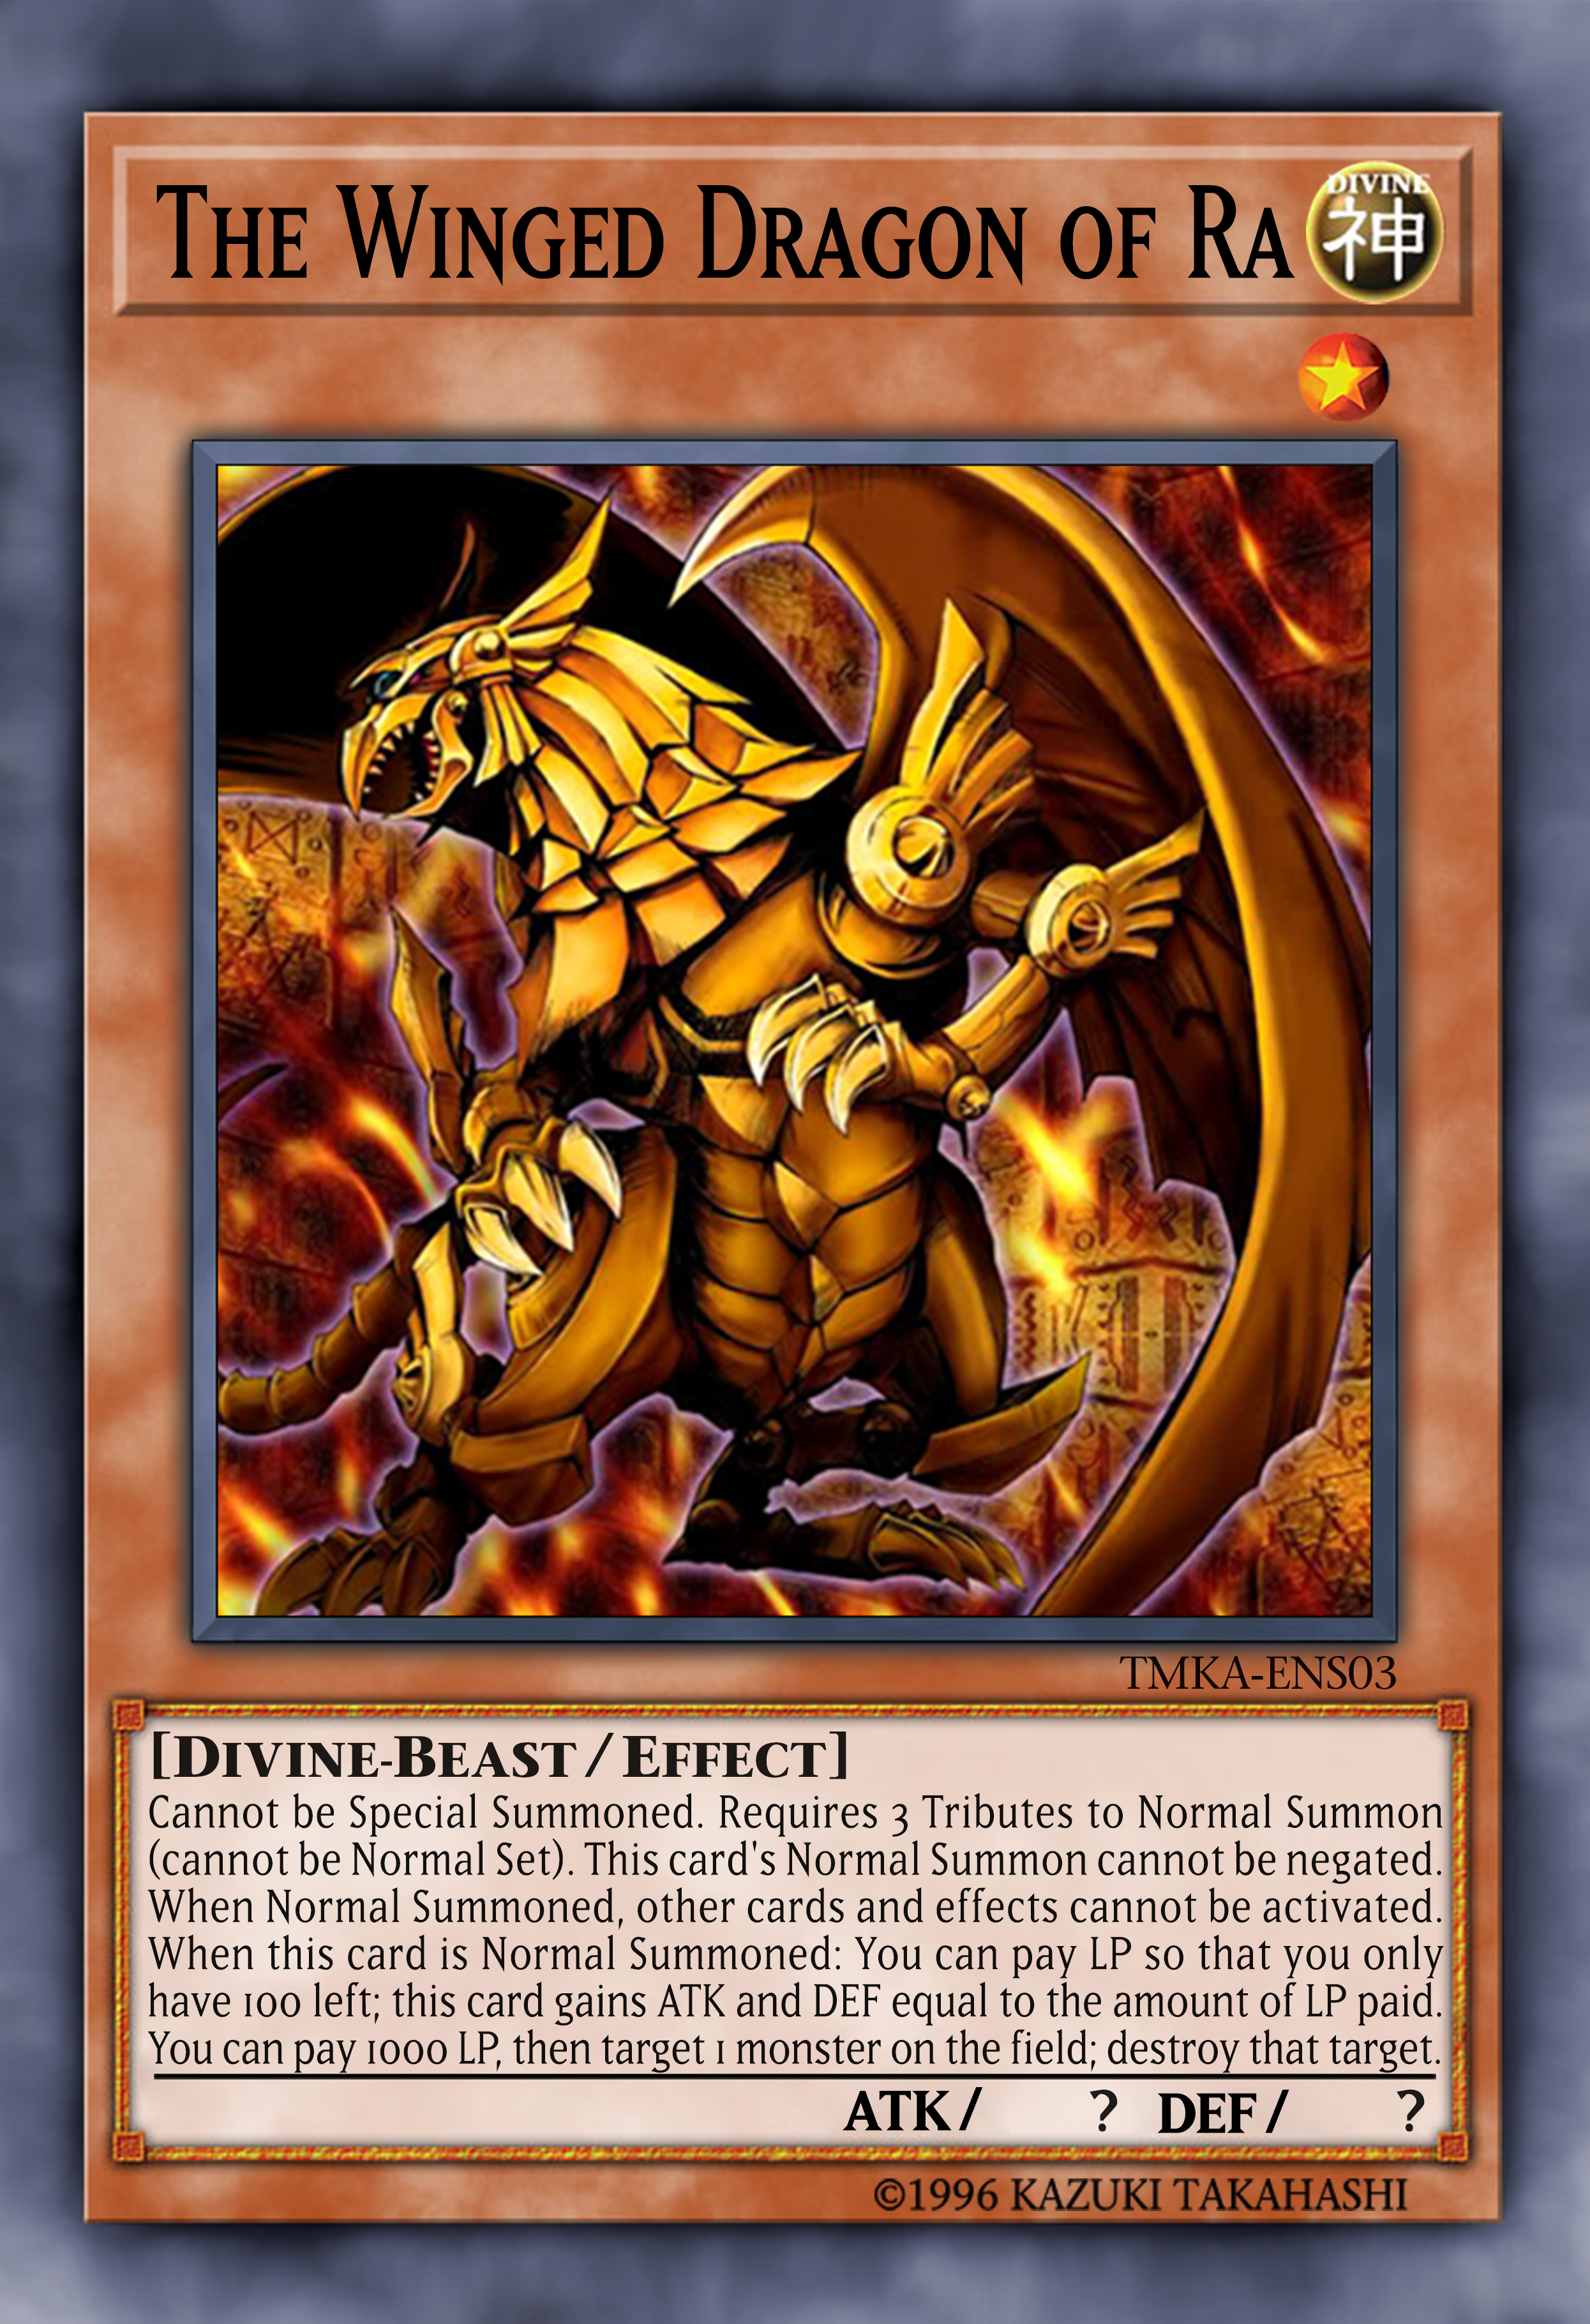 The Winged Dragon of Ra
DIVINE
神
TMKA-ENS03
[Divine-Beast / Effect]
Cannot be Special Summoned. Requires 3 Tributes to Normal Summon
(cannot be Normal Set). This card's Normal Summon cannot be negated.
When Normal Summoned, other cards and effects cannot be activated.
When this card is Normal Summoned: You can pay LP so that you only
have 100 left; this card gains ATK and DEF equal to the amount of LP paid.
You can pay 1000 LP, then target 1 monster on the field; destroy that target.
ATK/ ? DEF/ ?
©1996 KAZUKI TAKAHASHI